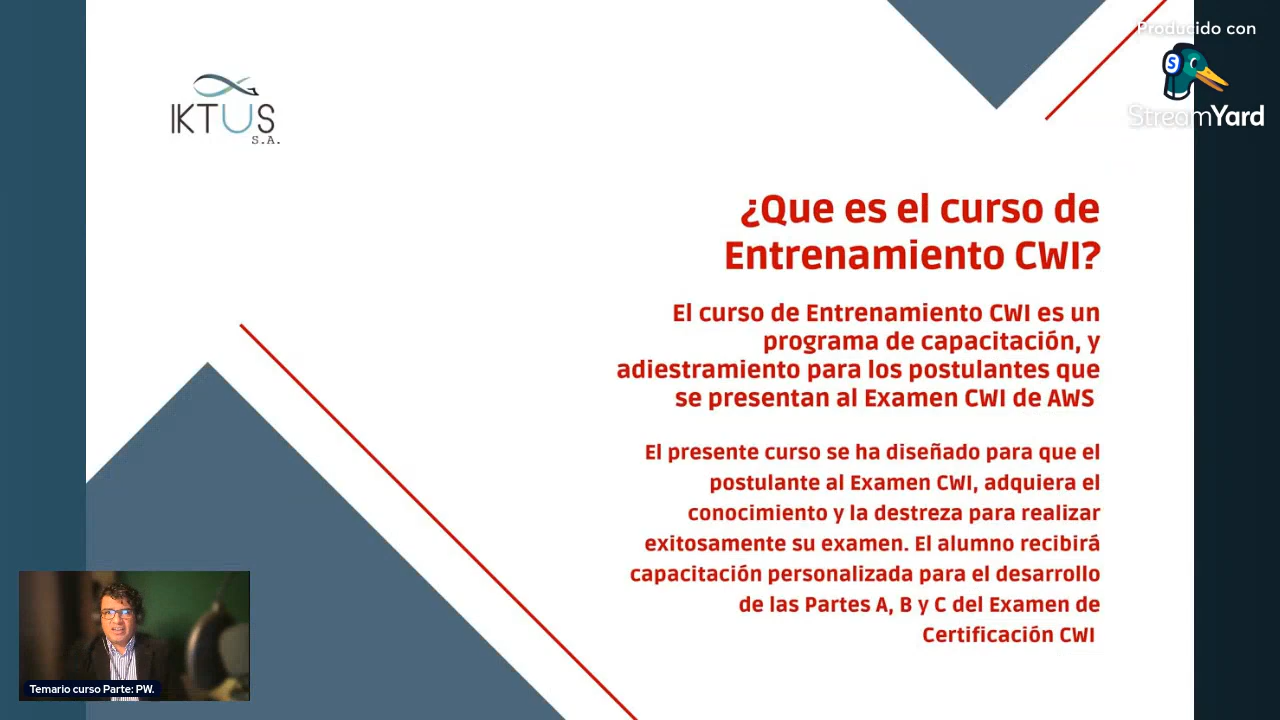 Producido con
S
StreamYard
IKTUS
S.A.
¿Que es el curso de
Entrenamiento CWI?
El curso de Entrenamiento CWI es un
programa de capacitación, y
adiestramiento para los postulantes que
se presentan al Examen CWI de AWS
El presente curso se ha diseñado para que el
postulante al Examen CWI, adquiera el
conocimiento y la destreza para realizar
exitosamente su examen. El alumno recibirá
capacitación personalizada para el desarrollo
de las Partes A, B y C del Examen de
Certificación CWI
Temario curso Parte: PW.